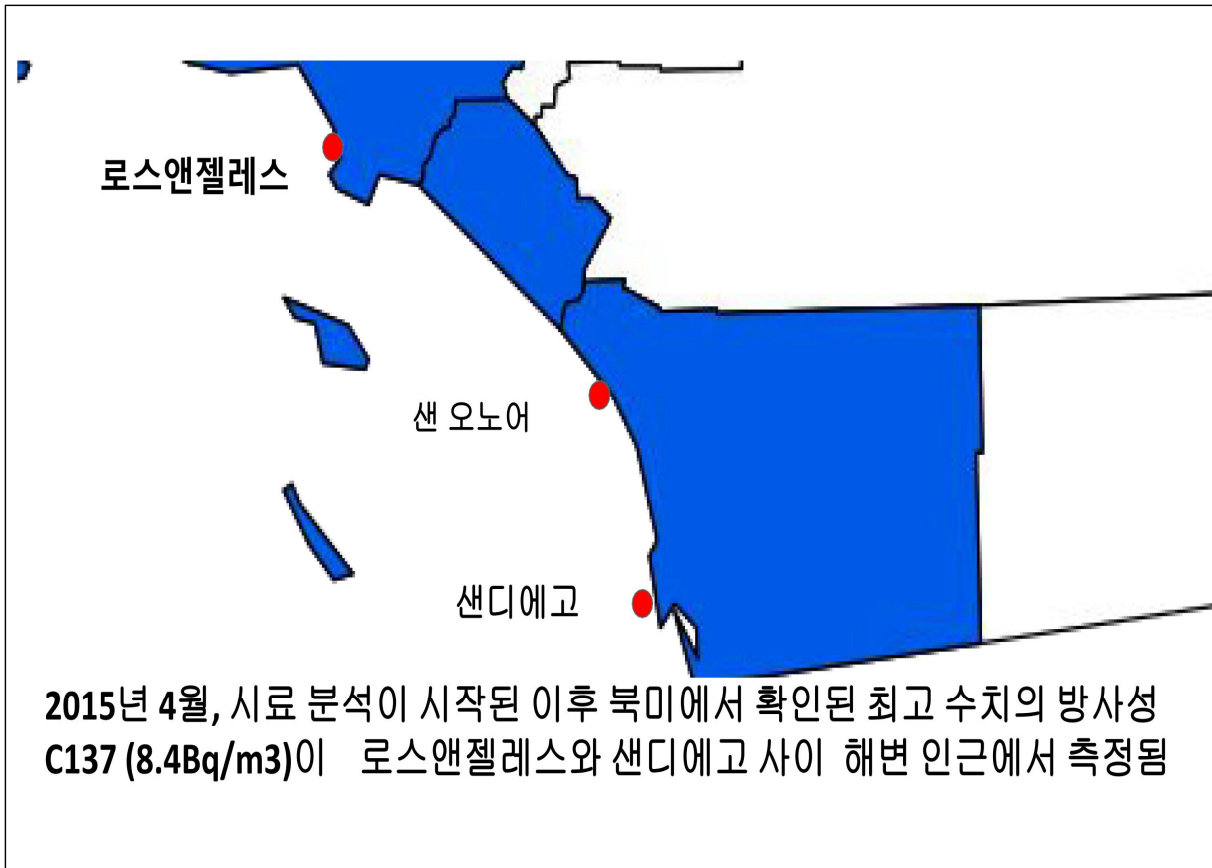 로스앤젤레스
샌 오노어
샌디에고
2015년 4월, 시료 분석이 시작된 이후 북미에서 확인된 최고 수치의 방사성
C137 (8.4Bq/m3)이 로스앤젤레스와 샌디에고 사이 해변 인근에서 측정됨